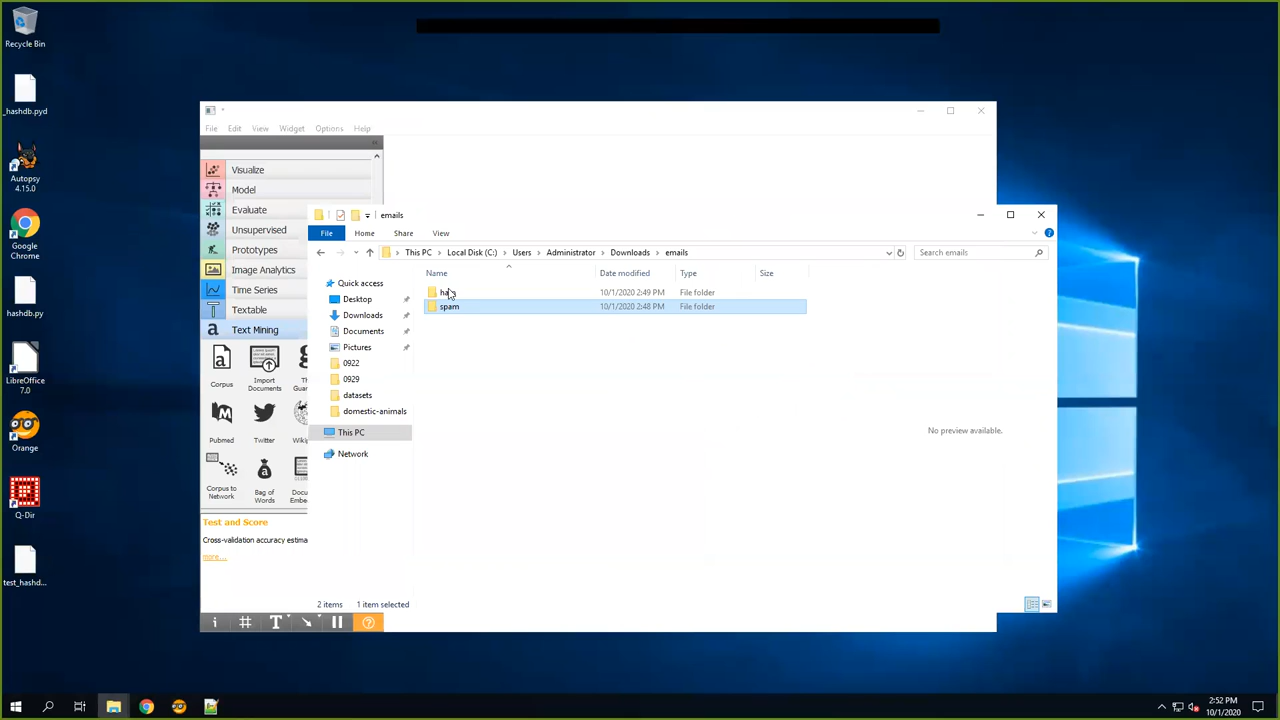 Recycle Bin
_hashdb.pyd
Autopsy
4.15.0
Google
Chrome
hashdb.py
LibreOffice
7.0
Orange
Q-Dir
test_hashd...
File Edit View Widget Options Help
Visualize
Model
Evaluate
Unsupervised
Prototypes
Image Analytics
Time Series
Textable
Text Mining
Corpus
Import
Documents
Pubmed
Twitter
Corpus to
Network
Bag of
Words
Test and Score
Cross-validation accuracy estima
more...
emails
File Home Share View
This PC > Local Disk (C:) > Users > Administrator > Downloads > emails
Search emails
Name Date modified Type Size
10/1/2020 2:49 PM File folder
spam 10/1/2020 2:48 PM File folder
Quick access
Desktop
Downloads
Documents
Pictures
0922
0929
datasets
domestic-animals
This PC
Network
No preview available.
2 items 1 item selected
2:52 PM
10/1/2020